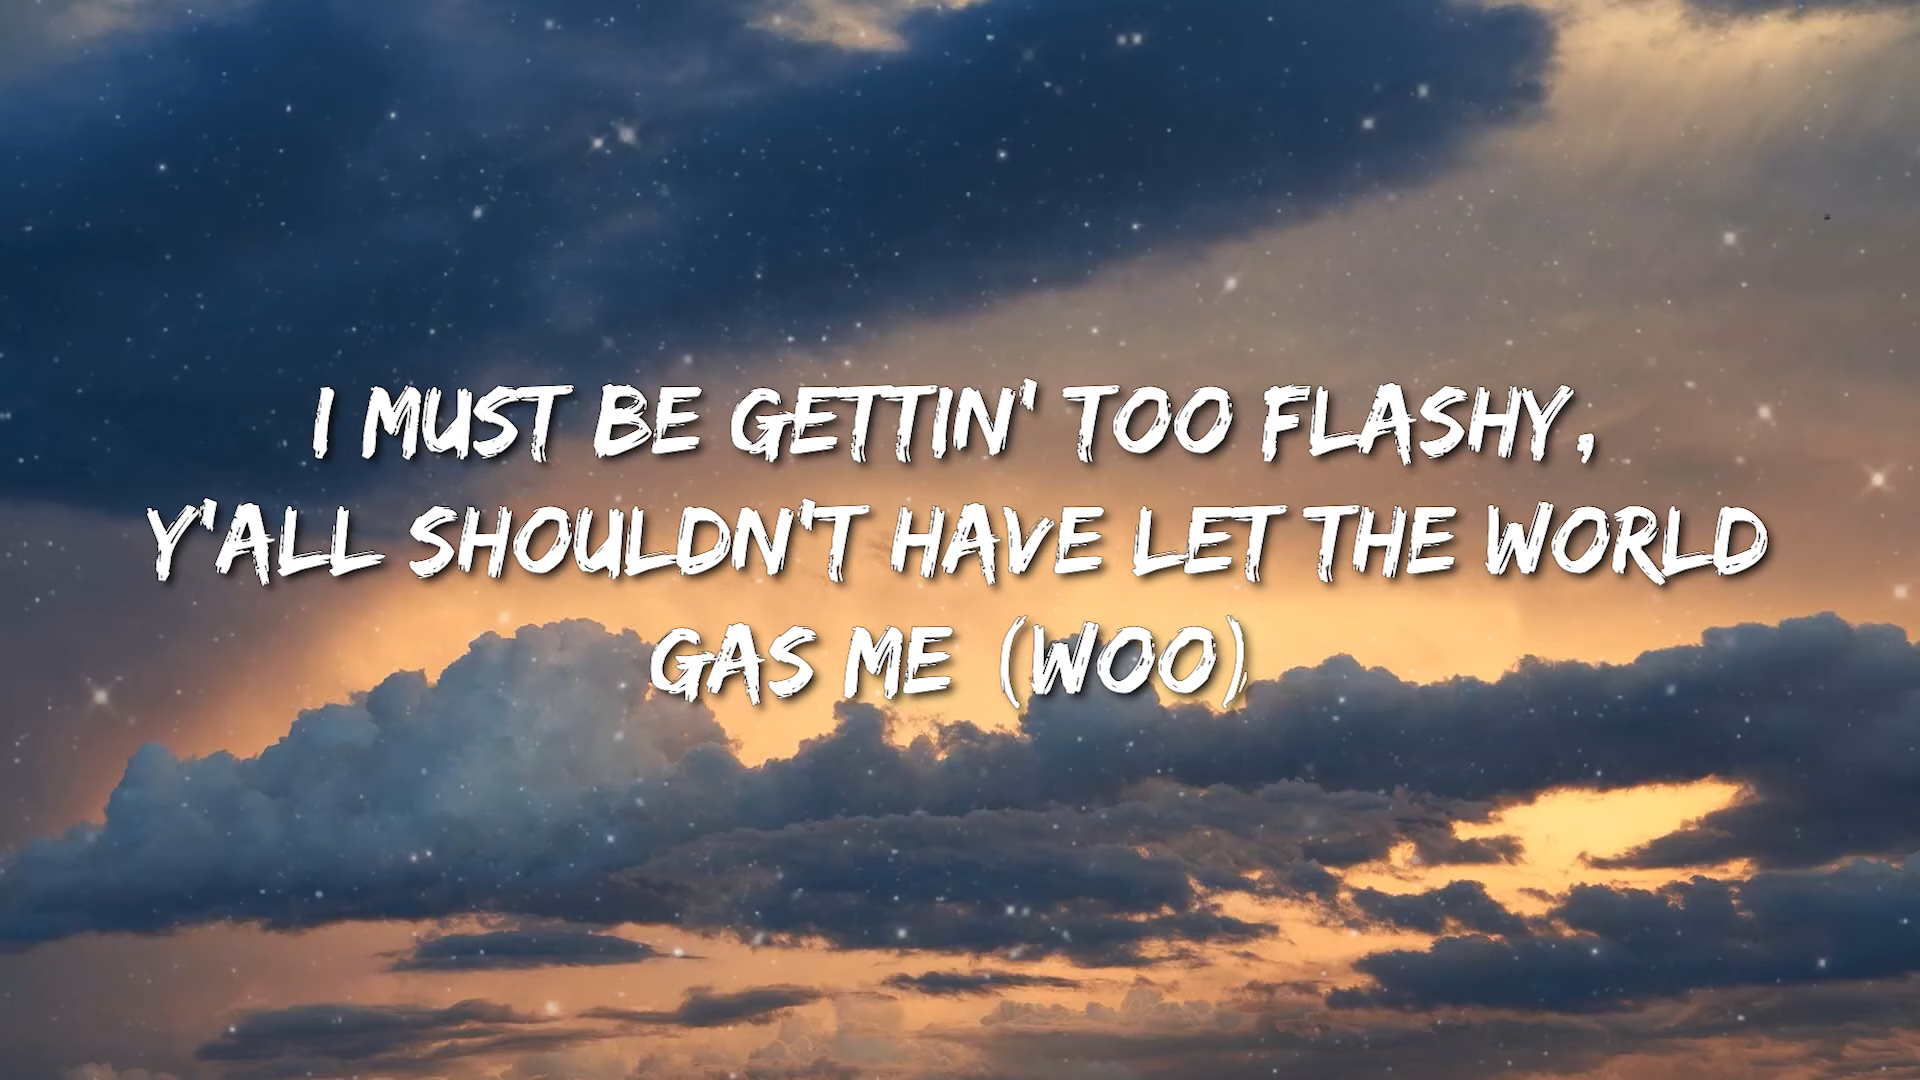 I MUST BE GETTIN' TOO FLASHY,
Y'ALL SHOULDN'T HAVE LET THE WORLD
GAS ME (WOO)